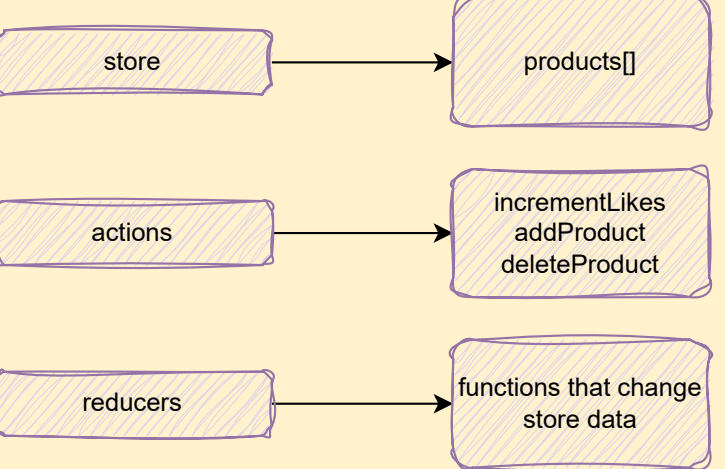 store
products[]
actions
incrementLikes
addProduct
deleteProduct
reducers
functions that change
store data